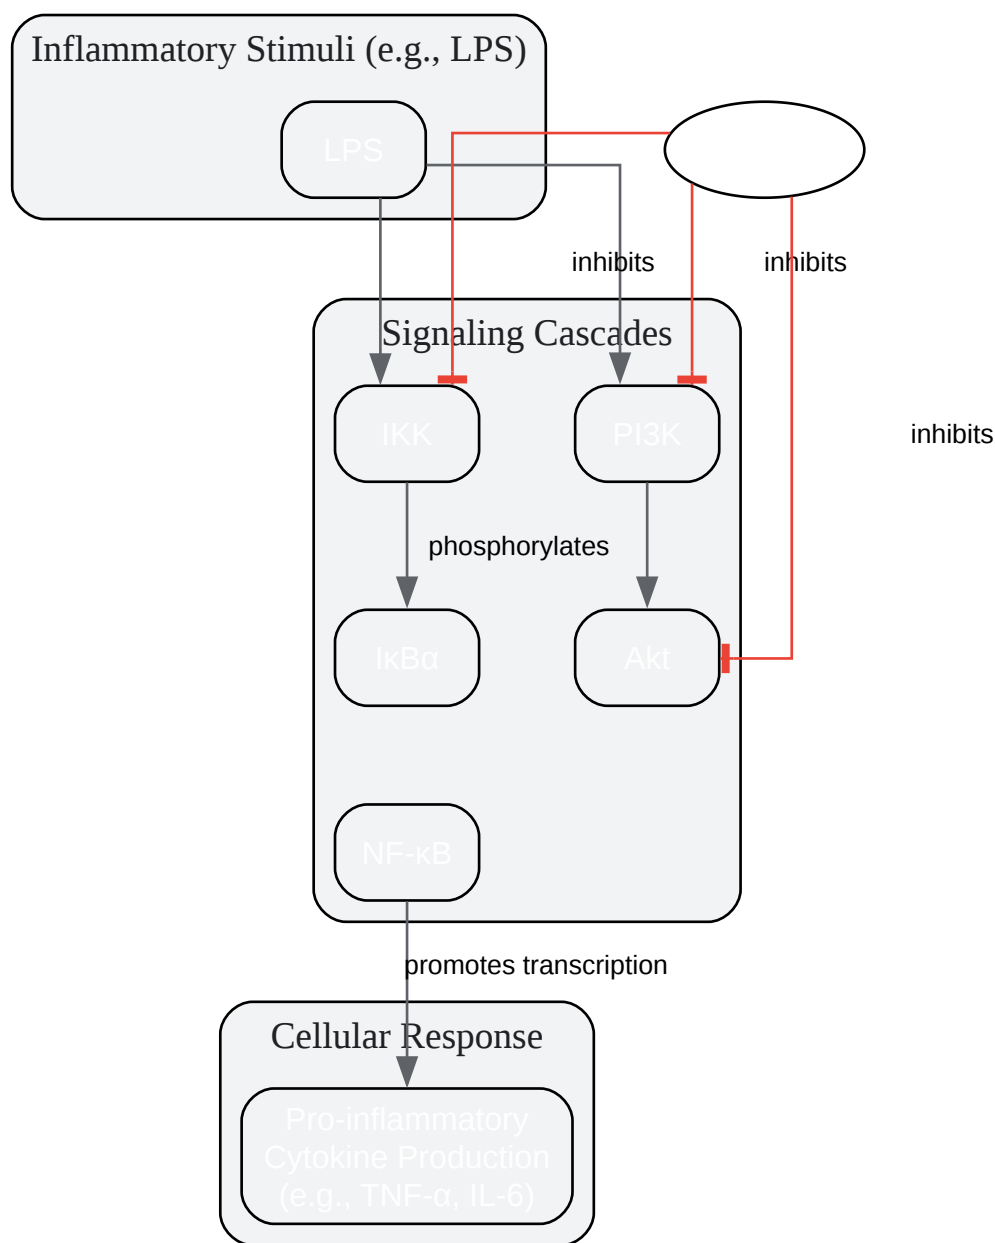 Inflammatory Stimuli (e.g., LPS)
LPS
inhibits
inhibits
Signaling Cascades
IKK
PI3K
inhibits
phosphorylates
IκBα
Akt
NF-κB
promotes transcription
Cellular Response
Pro-inflammatory
Cytokine Production
(e.g., TNF-α, IL-6)